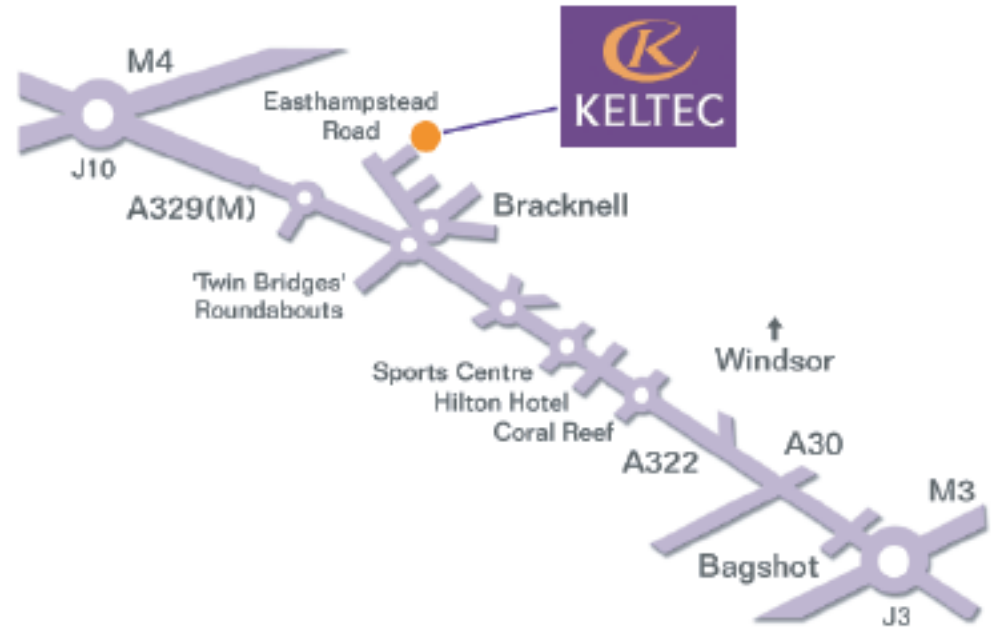 M4
J10
A329(M)
Easthampstead
Road
K
KELTEC
Bracknell
'Twin Bridges'
Roundabouts
Sports Centre
Hilton Hotel
Coral Reef
Windsor
A322
A30
M3
Bagshot
J3